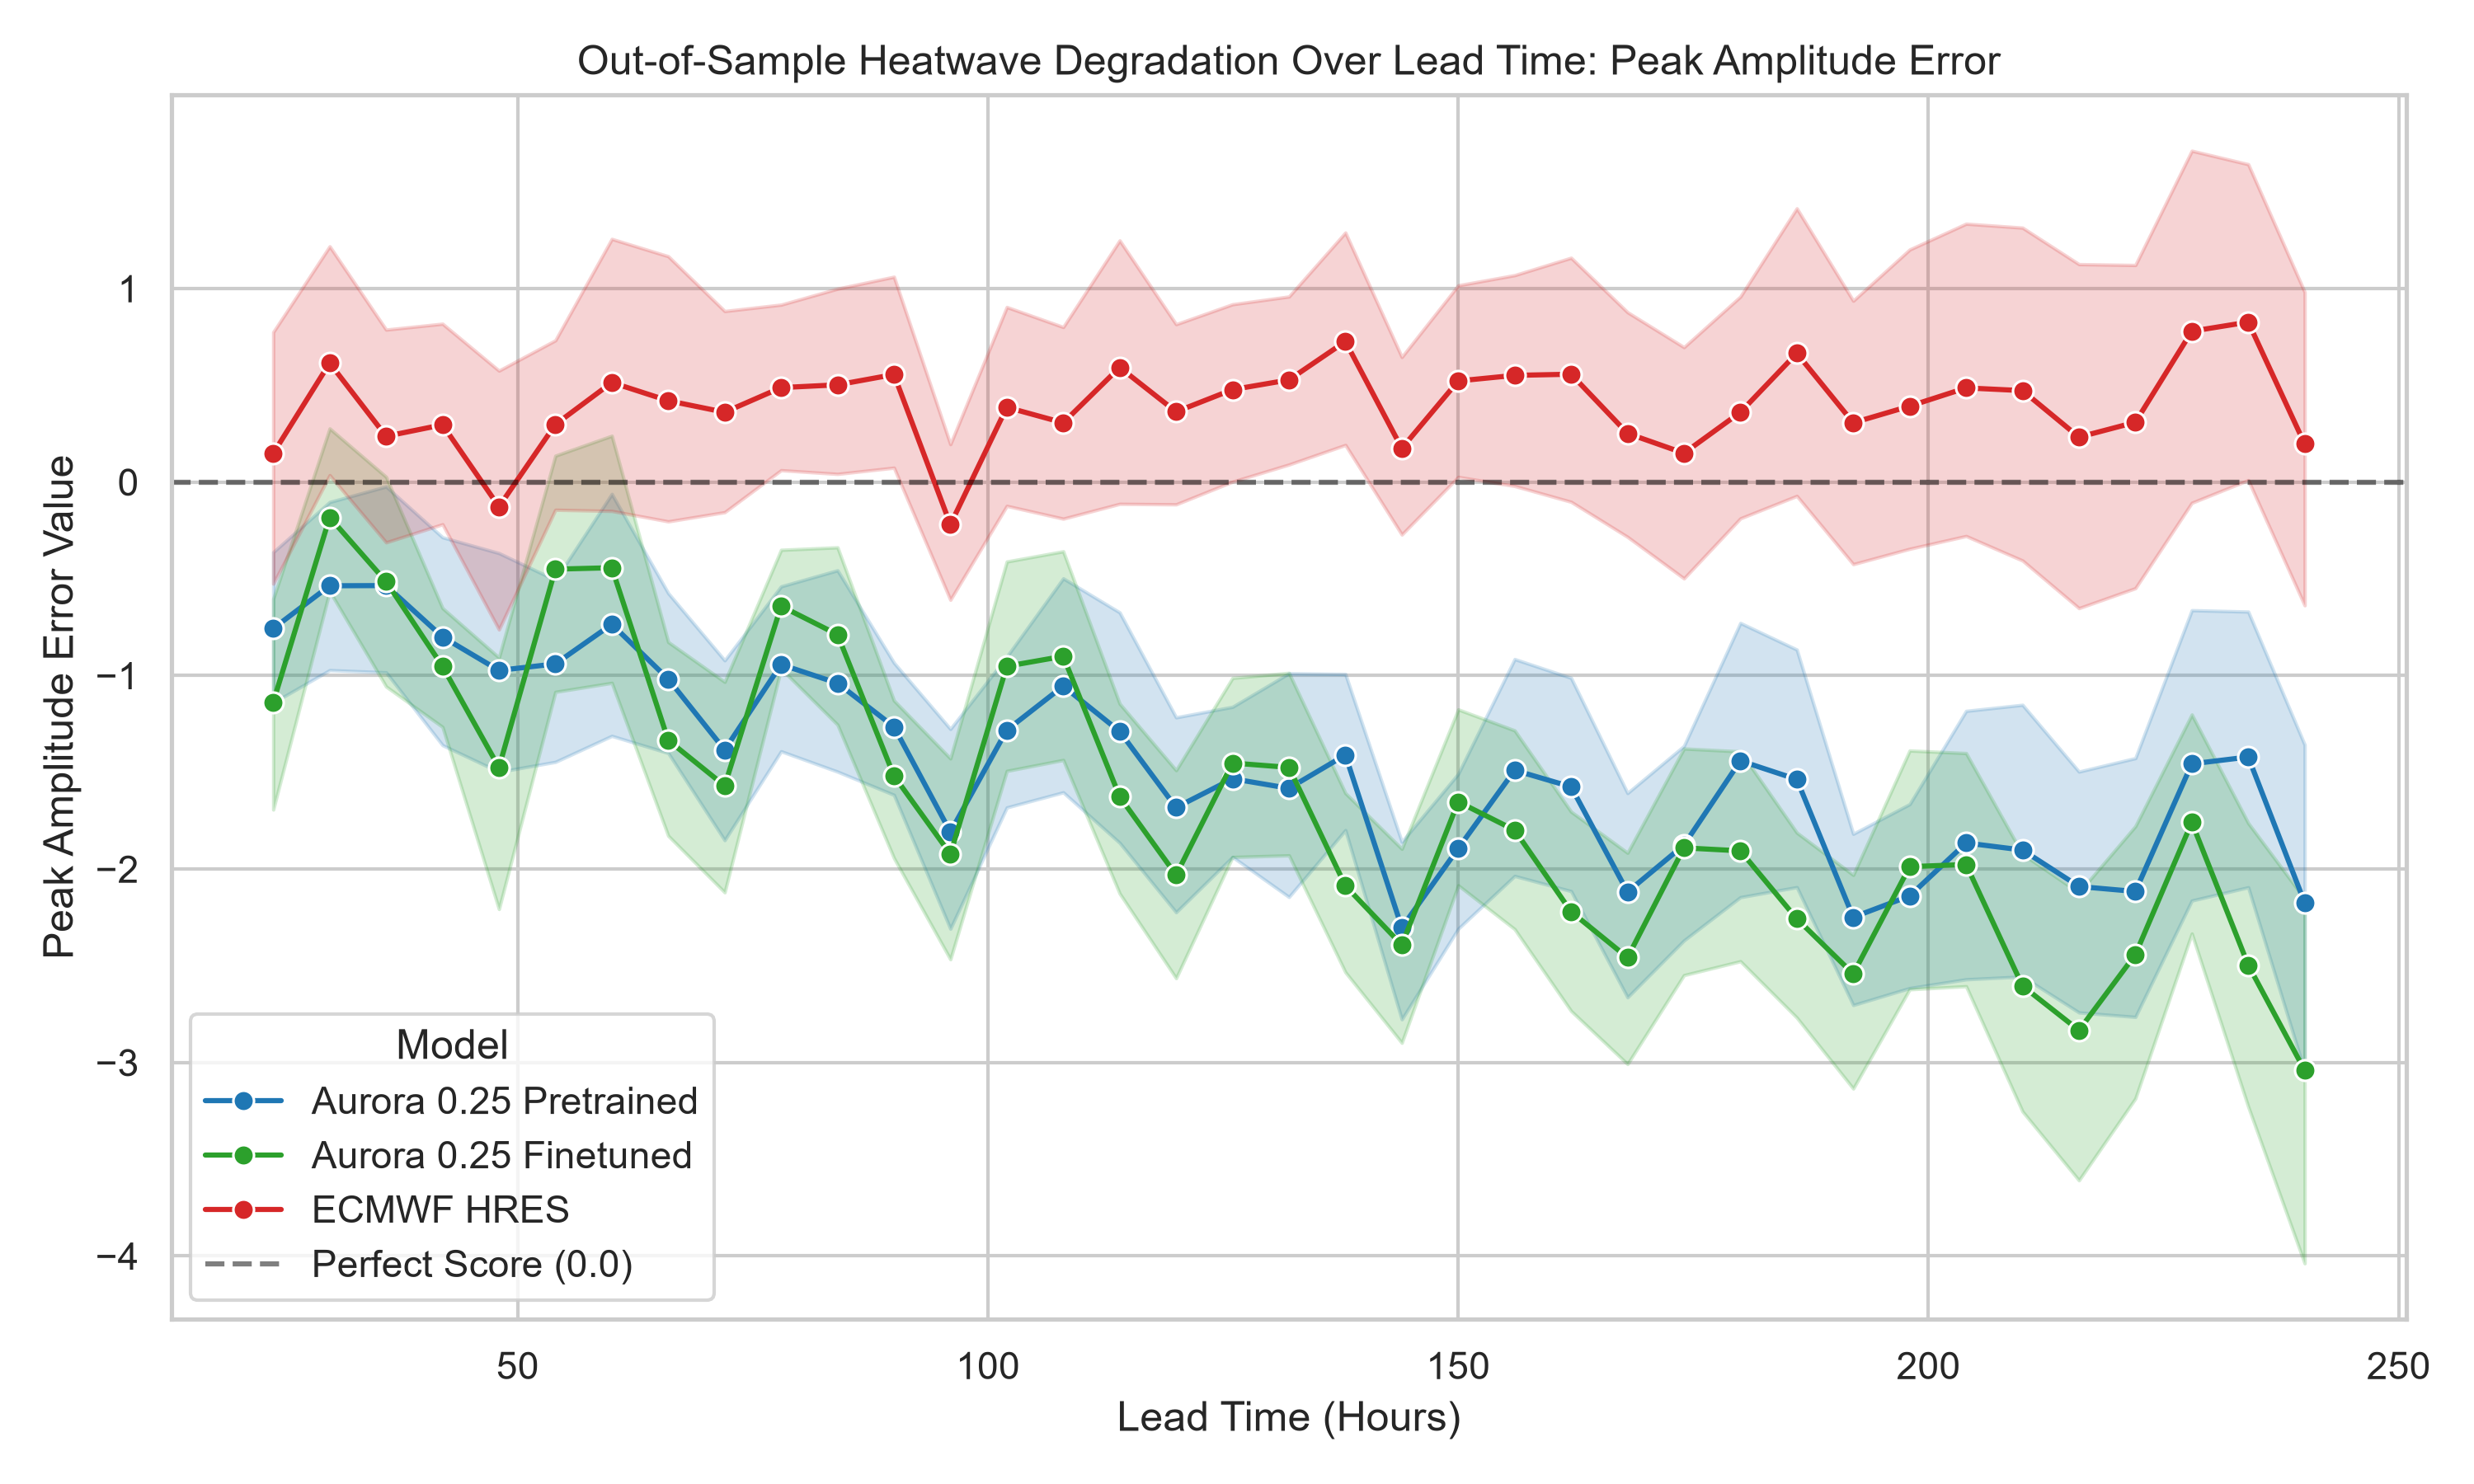 Out-of-Sample Heatwave Degradation Over Lead Time: Peak Amplitude Error
Peak Amplitude Error Value
1
0
−1
−2
−3
−4
Model
Aurora 0.25 Pretrained
Aurora 0.25 Finetuned
ECMWF HRES
Perfect Score (0.0)
50 100 150 200 250
Lead Time (Hours)